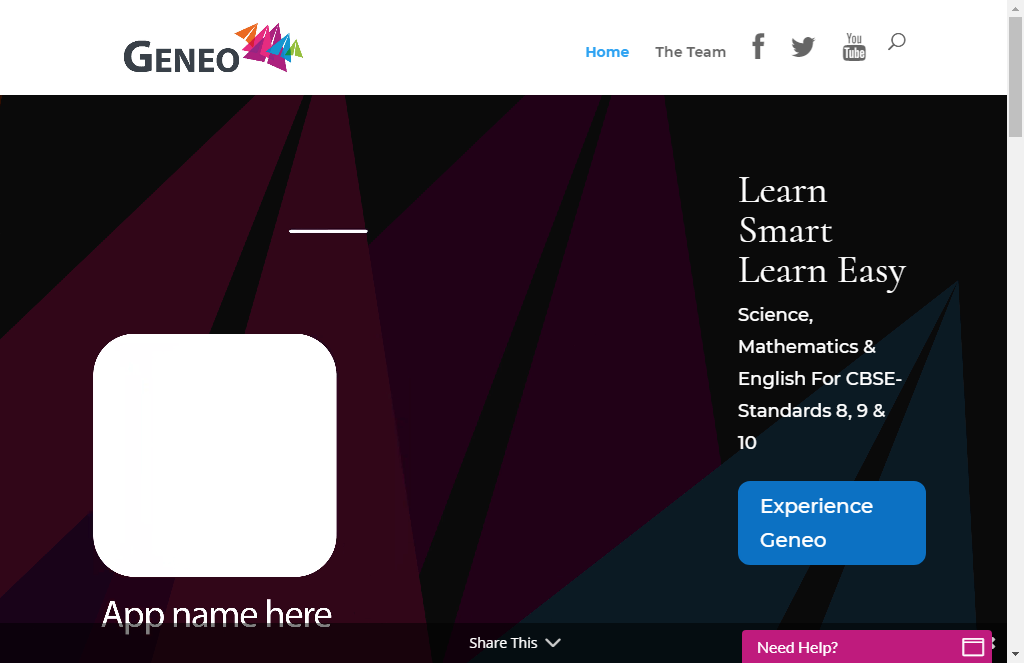 GENEO
Home
The Team
You
Tube
Learn
Smart
Learn Easy
Science,
Mathematics &
English For CBSE-
Standards 8, 9 &
10
Experience
Geneo
App name here
Share This
Need Help?